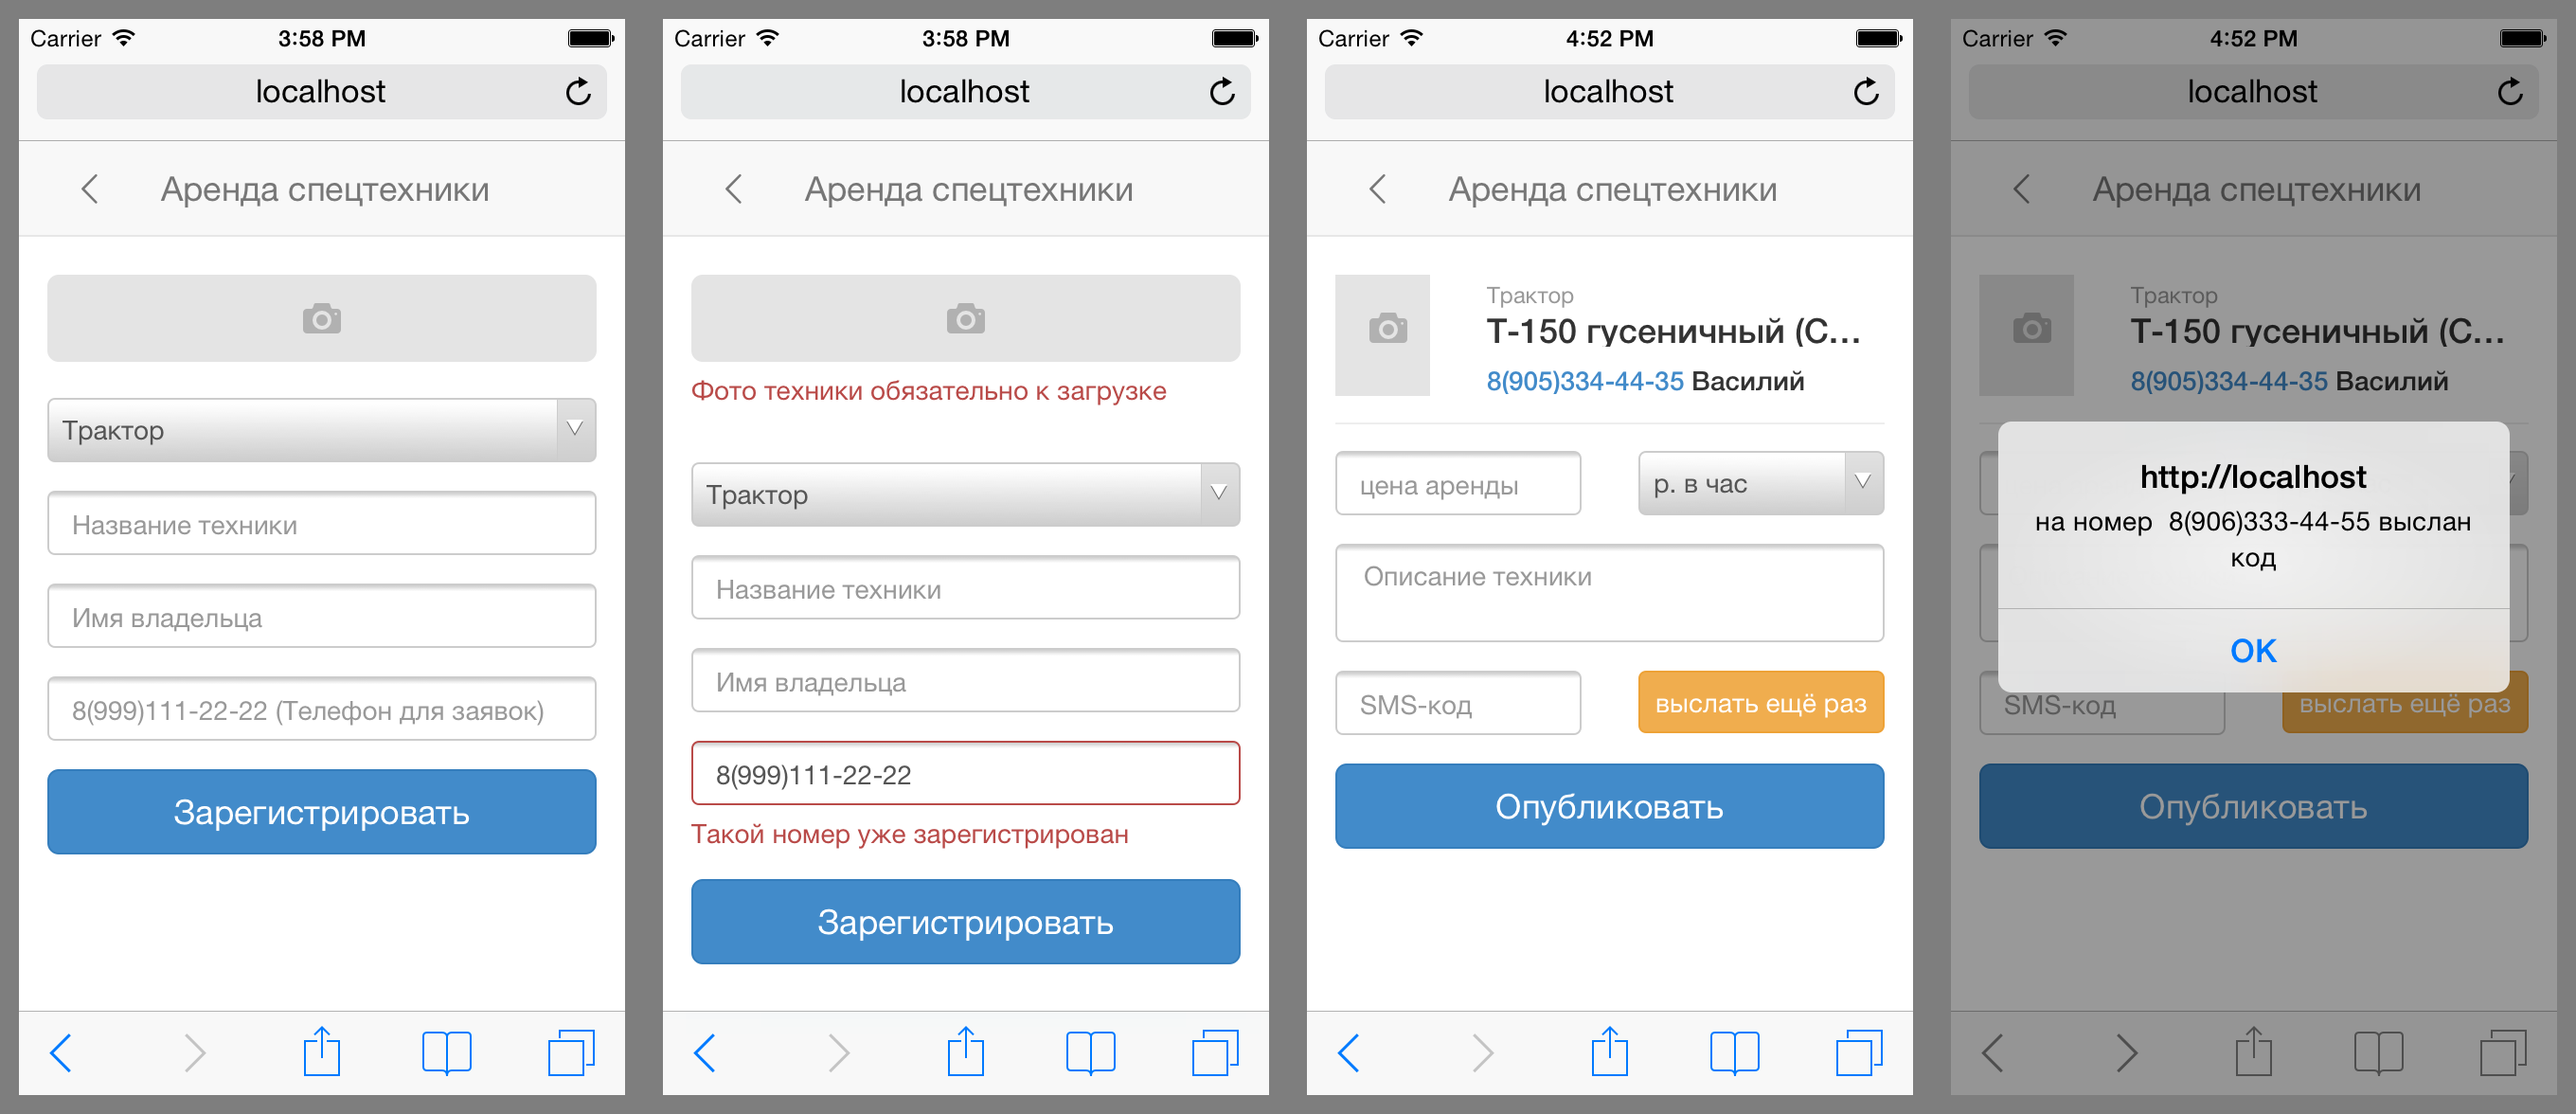 Carrier 3:58 PM
localhost
Аренда спецтехники
Трактор
Название техники
Имя владельца
8(999)111-22-22 (Телефон для заявок)
Зарегистрировать
Carrier 3:58 PM
localhost
Аренда спецтехники
Фото техники обязательно к загрузке
Трактор
Название техники
Имя владельца
8(999)111-22-22
Такой номер уже зарегистрирован
Зарегистрировать
Carrier 4:52 PM
localhost
Аренда спецтехники
Трактор
Т-150 гусеничный (С...
8(905)334-44-35 Василий
цена аренды р. в час
Описание техники
SMS-код выслать ещё раз
Опубликовать
Carrier 4:52 PM
localhost
Аренда спецтехники
Трактор
Т-150 гусеничный (С...
8(905)334-44-35 Василий
http://localhost
на номер 8(906)333-44-55 выслан
код
OK
SMS-код выслать ещё раз
Опубликовать